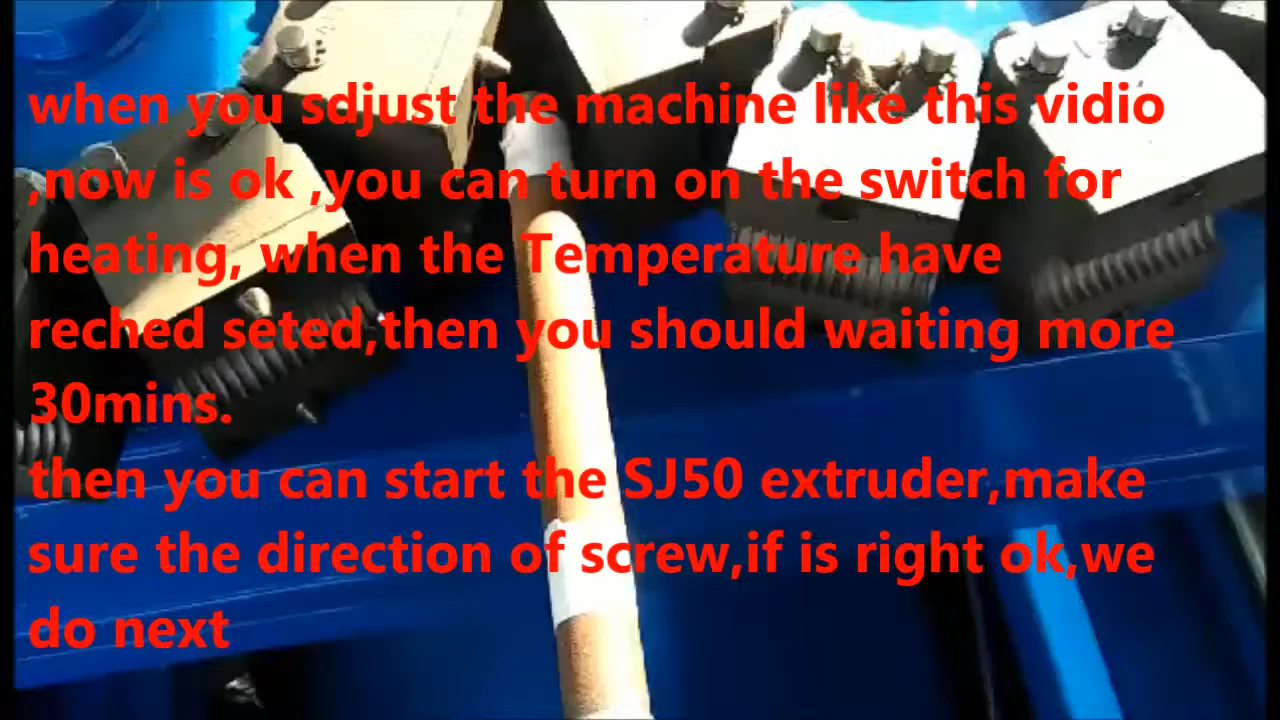 when you sdjust the machine like this vidio
,now is ok ,you can turn on the switch for
heating, when the Temperature have
reched seted,then you should waiting more
30mins.
then you can start the SJ50 extruder,make
sure the direction of screw,if is right ok,we
do next